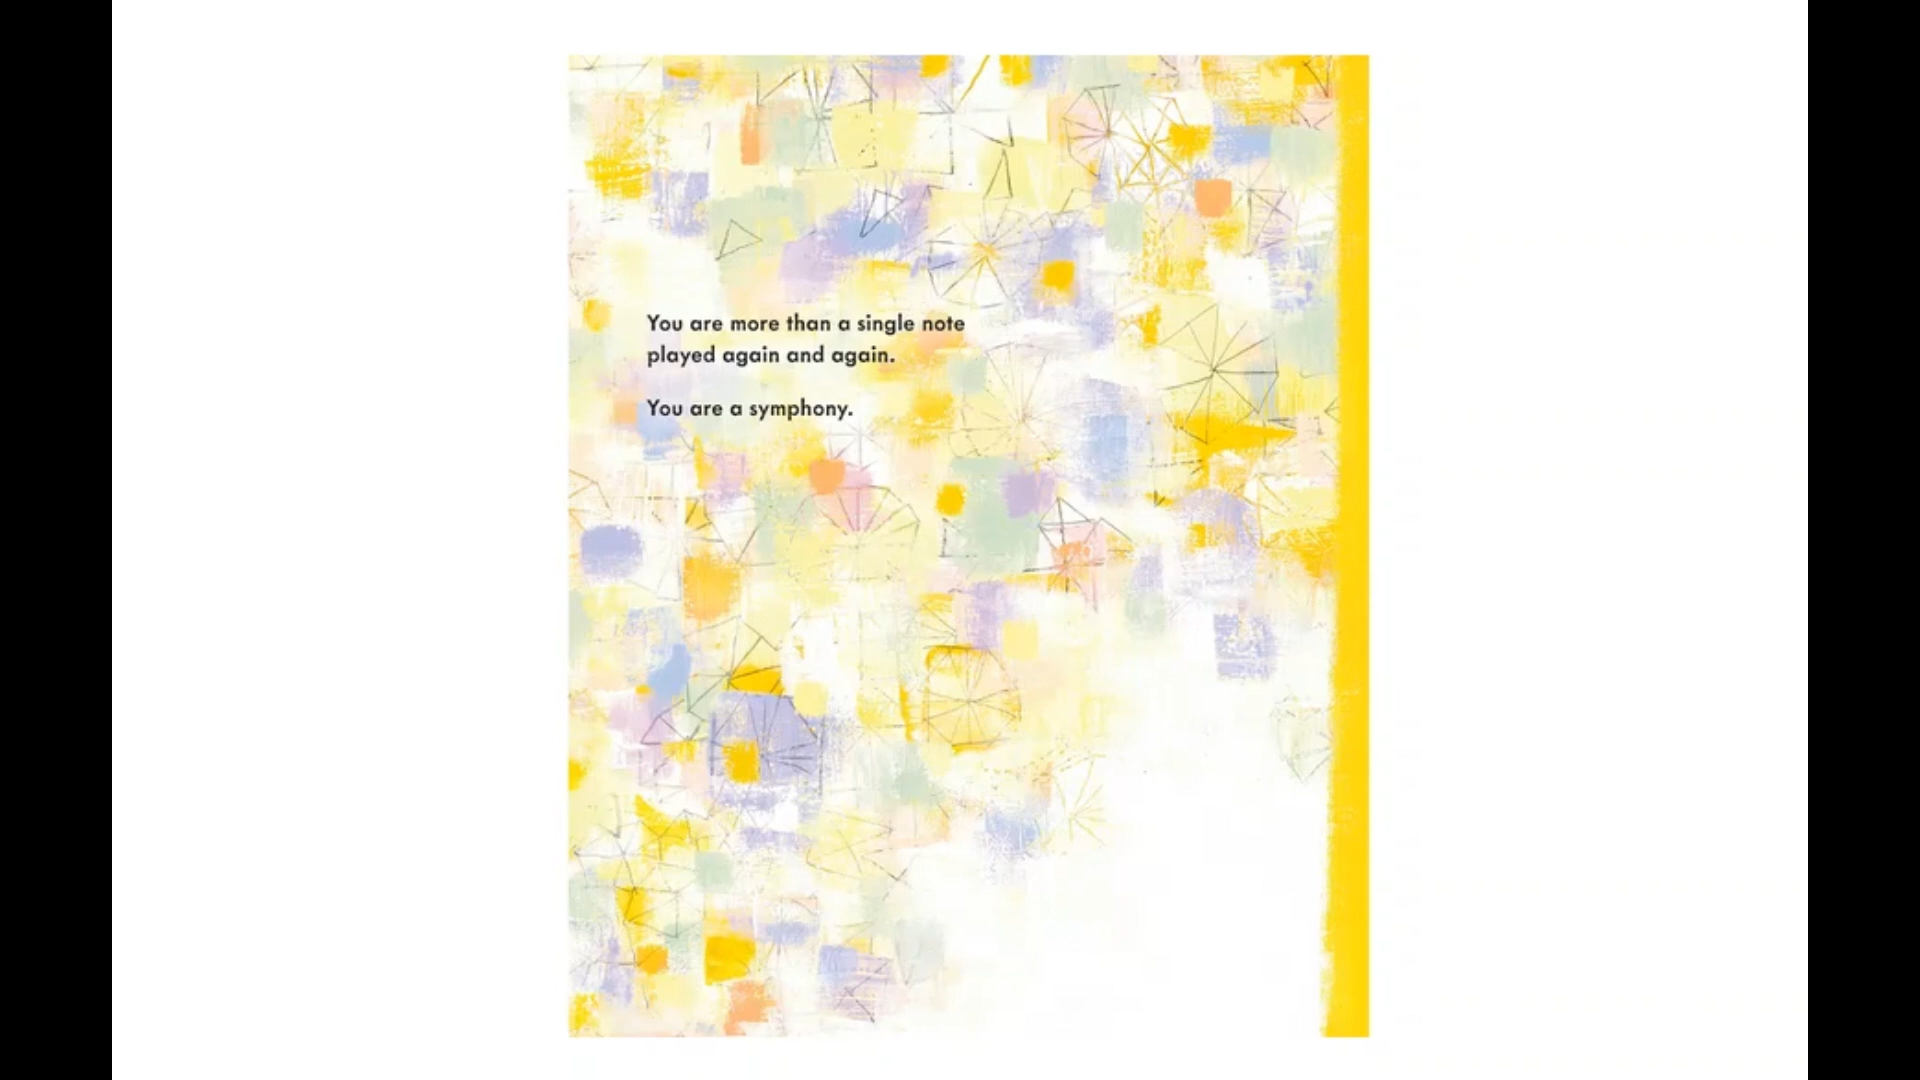 You are more than a single note
played again and again.
You are a symphony.